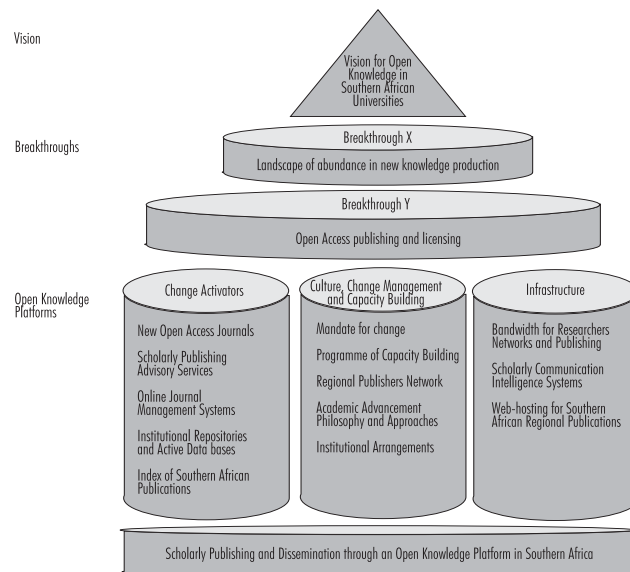 Vision
Vision for Open
Knowledge in
Southern African
Universities
Breakthroughs
Breakthrough X
Landscape of abundance in new knowledge production
Breakthrough Y
Open Access publishing and licensing
Open Knowledge
Platforms
Change Activators
New Open Access Journals
Scholarly Publishing
Advisory Services
Online Journal
Management Systems
Institutional Repositories
and Active Data bases
Index of Southern African
Publications
Culture, Change Management
and Capacity Building
Mandate for change
Programme of Capacity Building
Regional Publishers Network
Academic Advancement
Philosophy and Approaches
Institutional Arrangements
Infrastructure
Bandwidth for Researchers
Networks and Publishing
Scholarly Communication
Intelligence Systems
Web-hosting for Southern
African Regional Publications
Scholarly Publishing and Dissemination through an Open Knowledge Platform in Southern Africa